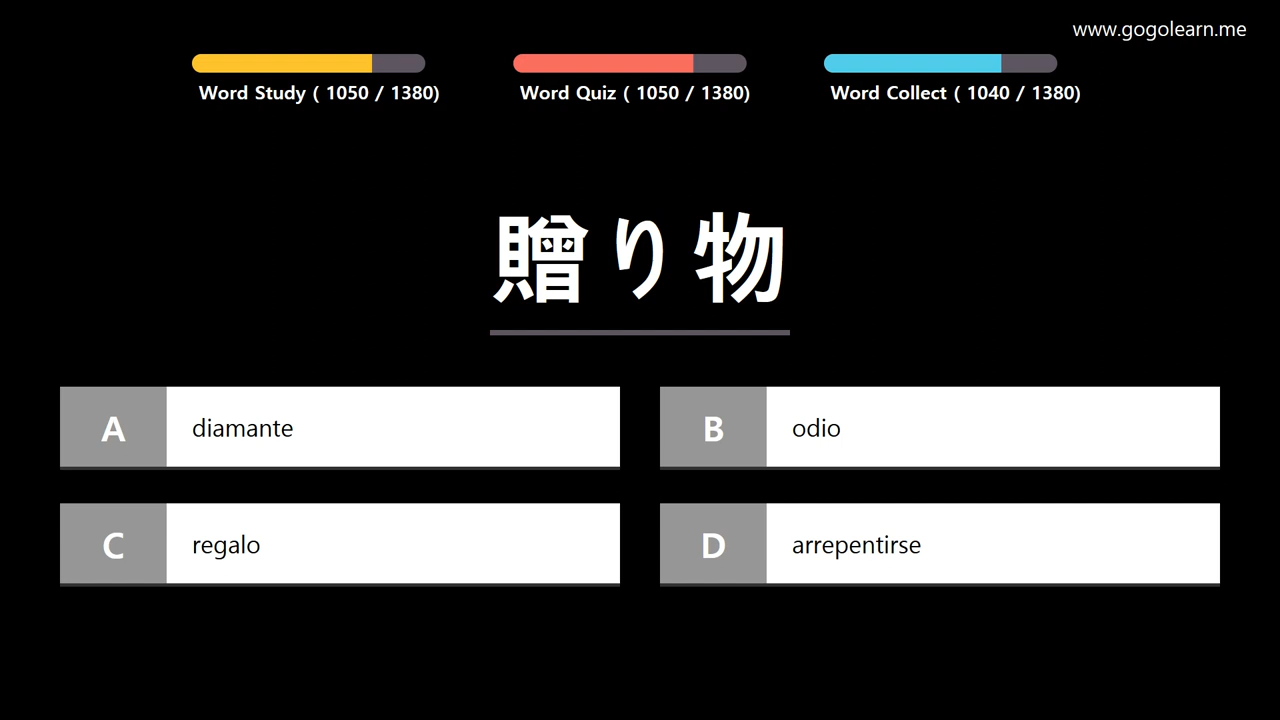 www.gogolearn.me
Word Study ( 1050 / 1380)
Word Quiz ( 1050 / 1380)
Word Collect ( 1040 / 1380)
贈り物
A diamante
B odio
C regalo
D arrepentirse